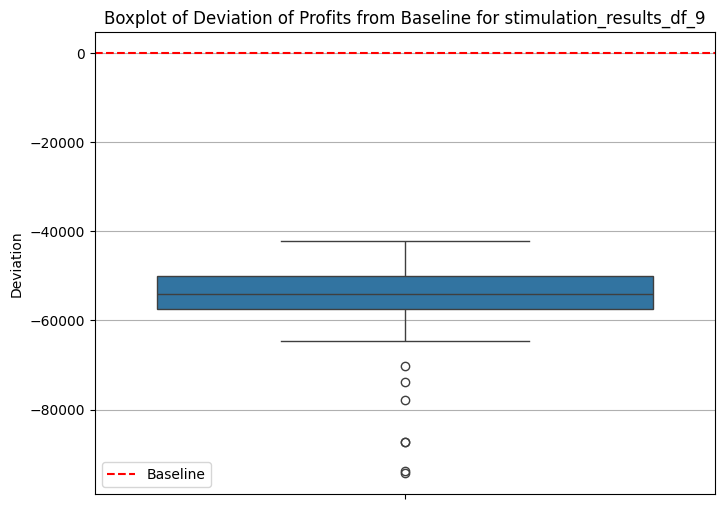 Boxplot of Deviation of Profits from Baseline for stimulation_results_df_9
0
−20000
−40000
−60000
−80000
Deviation
Baseline